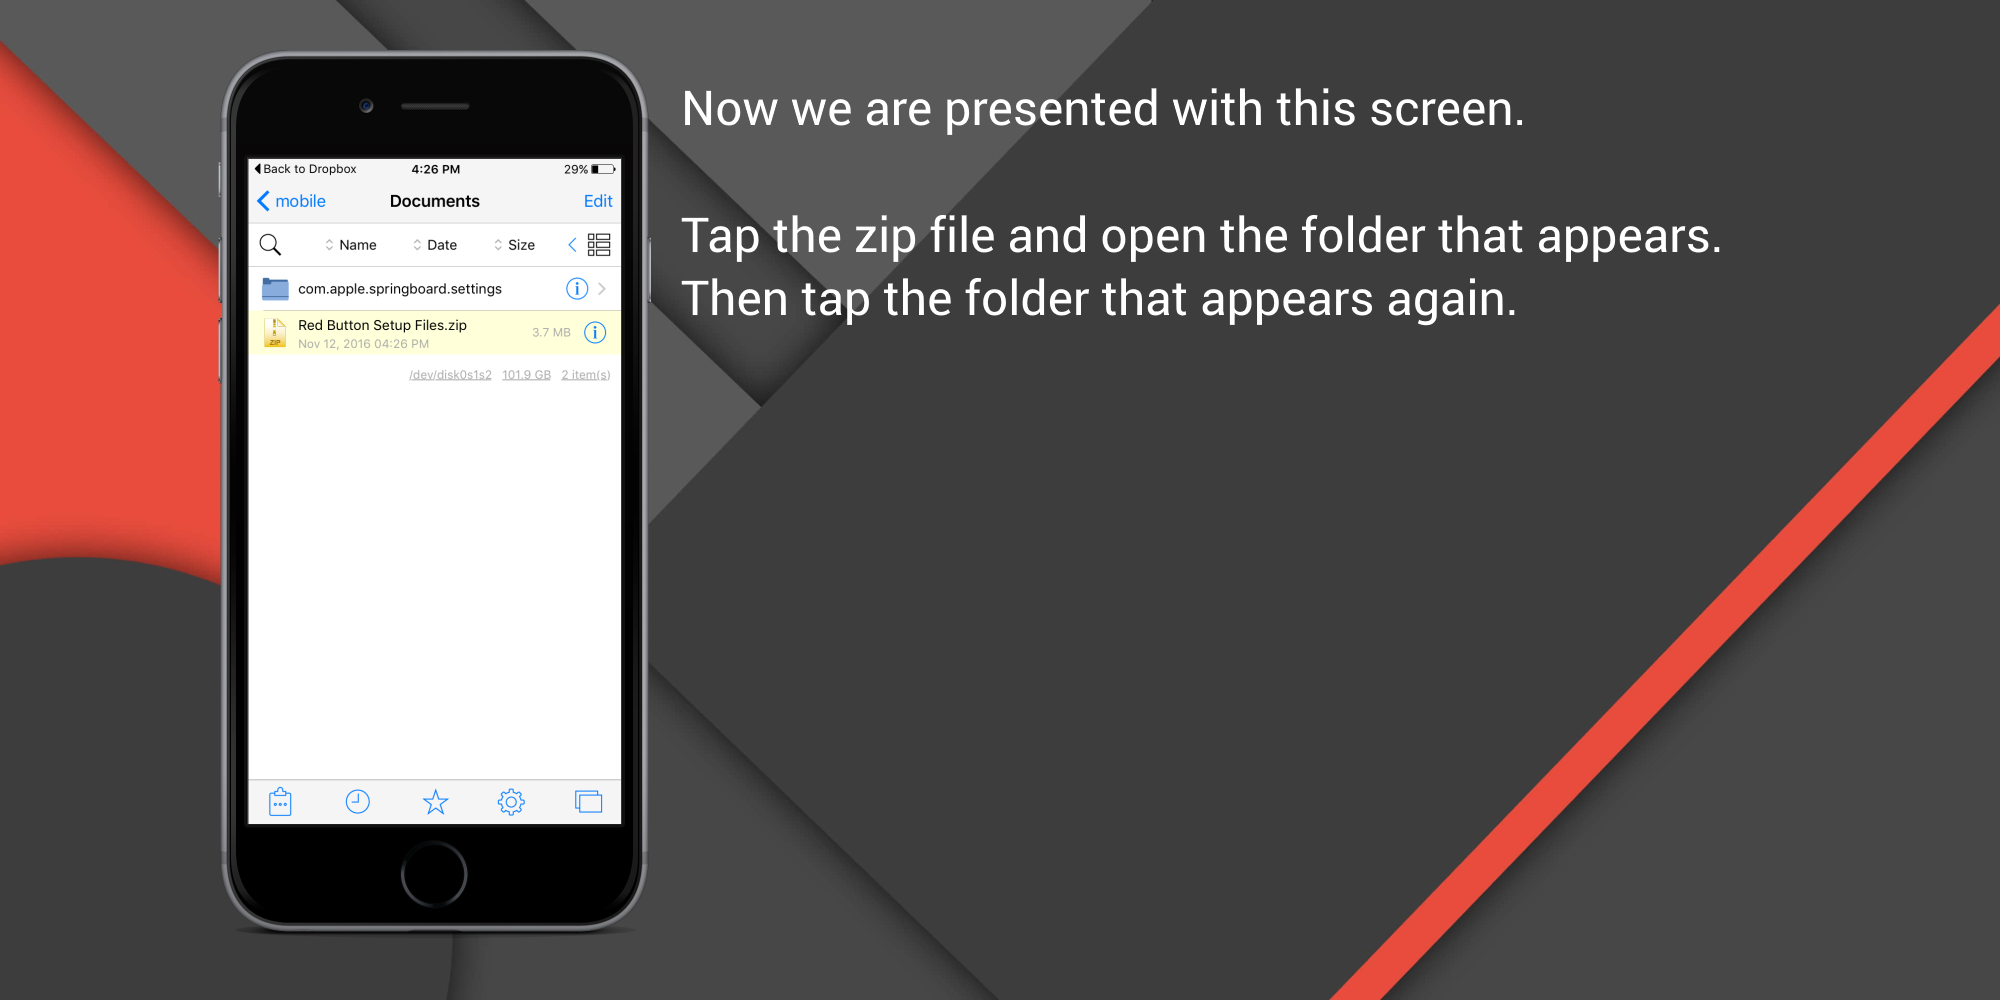 Back to Dropbox 4:26 PM 29%
mobile Documents Edit
Name Date Size
com.apple.springboard.settings
Red Button Setup Files.zip 3.7 MB
ZIP
Nov 12, 2016 04:26 PM
/dev/disk0s1s2 101.9 GB 2 item(s)
Now we are presented with this screen.
Tap the zip file and open the folder that appears.
Then tap the folder that appears again.